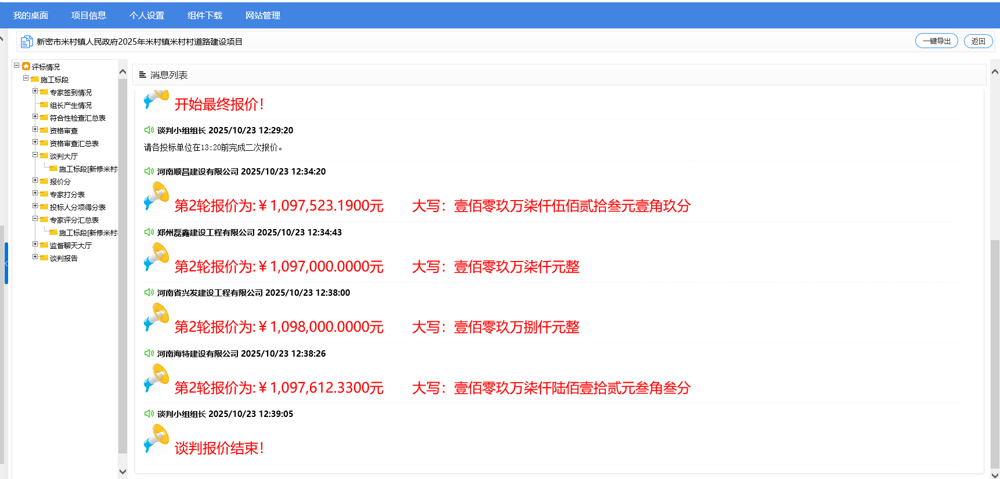 我的桌面 项目信息 个人设置 组件下载 网站管理
新密市米村镇人民政府2025年米村镇米村村道路建设项目 一键导出 返回
评标情况
施工标段
专家签到情况
组长产生情况
符合性检查汇总表
资格审查
资格审查汇总表
谈判大厅
施工标段[新修米村
报价分
专家打分表
投标人分项得分表
专家评分汇总表
施工标段[新修米村
监督聊天大厅
谈判报告
消息列表
开始最终报价！
谈判小组组长 2025/10/23 12:29:20
请各投标单位在13:20前完成二次报价。
河南顺昌建设有限公司 2025/10/23 12:34:20
第2轮报价为:￥1,097,523.1900元 大写：壹佰零玖万柒仟伍佰贰拾叁元壹角玖分
郑州磊鑫建设工程有限公司 2025/10/23 12:34:43
第2轮报价为:￥1,097,000.0000元 大写：壹佰零玖万柒仟元整
河南省兴发建设工程有限公司 2025/10/23 12:38:00
第2轮报价为:￥1,098,000.0000元 大写：壹佰零玖万捌仟元整
河南海特建设有限公司 2025/10/23 12:38:26
第2轮报价为:￥1,097,612.3300元 大写：壹佰零玖万柒仟陆佰壹拾贰元叁角叁分
谈判小组组长 2025/10/23 12:39:05
谈判报价结束！